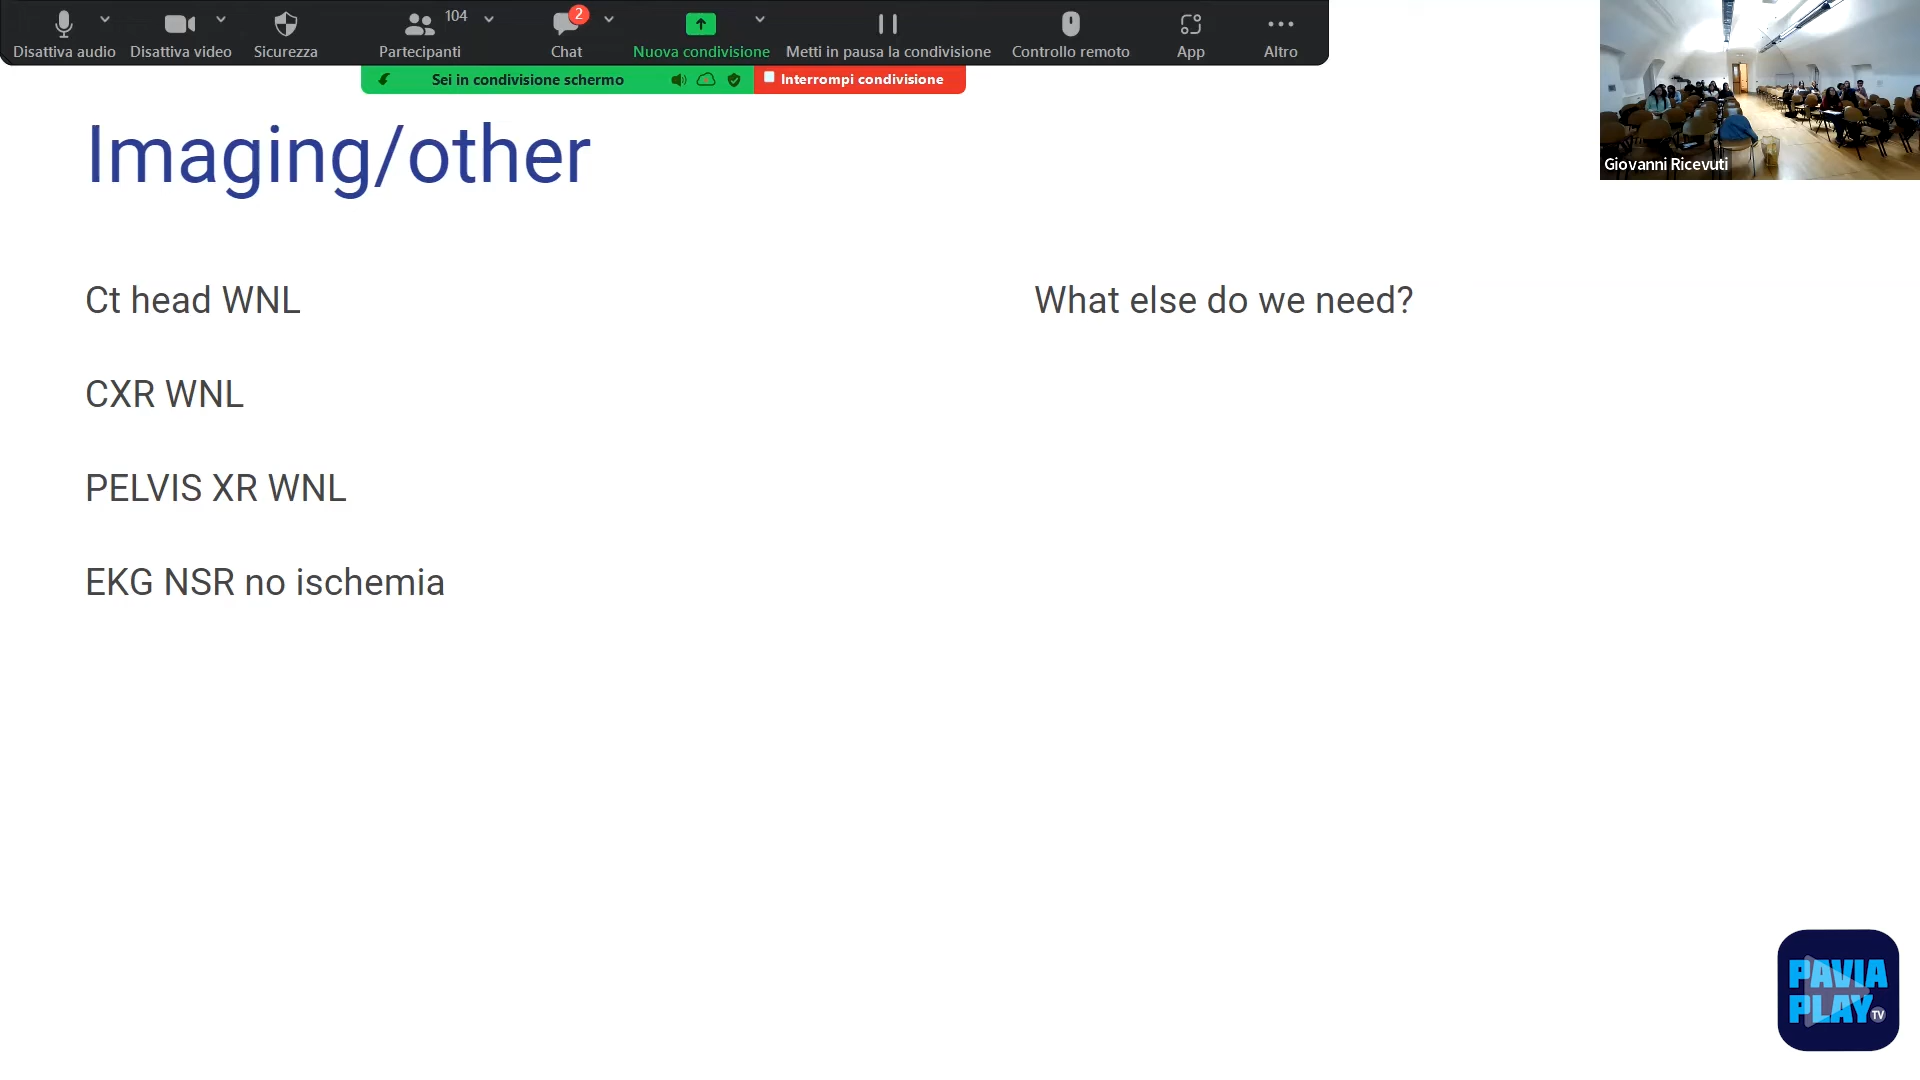 Disattiva audio
Disattiva video
Sicurezza
Partecipanti
104
Chat
2
Nuova condivisione
Metti in pausa la condivisione
Controllo remoto
App
Altro
Sei in condivisione schermo
Interrompi condivisione
Giovanni Ricevuti
Imaging/other
Ct head WNL
CXR WNL
PELVIS XR WNL
EKG NSR no ischemia
What else do we need?
PAVIA
PLAY TV